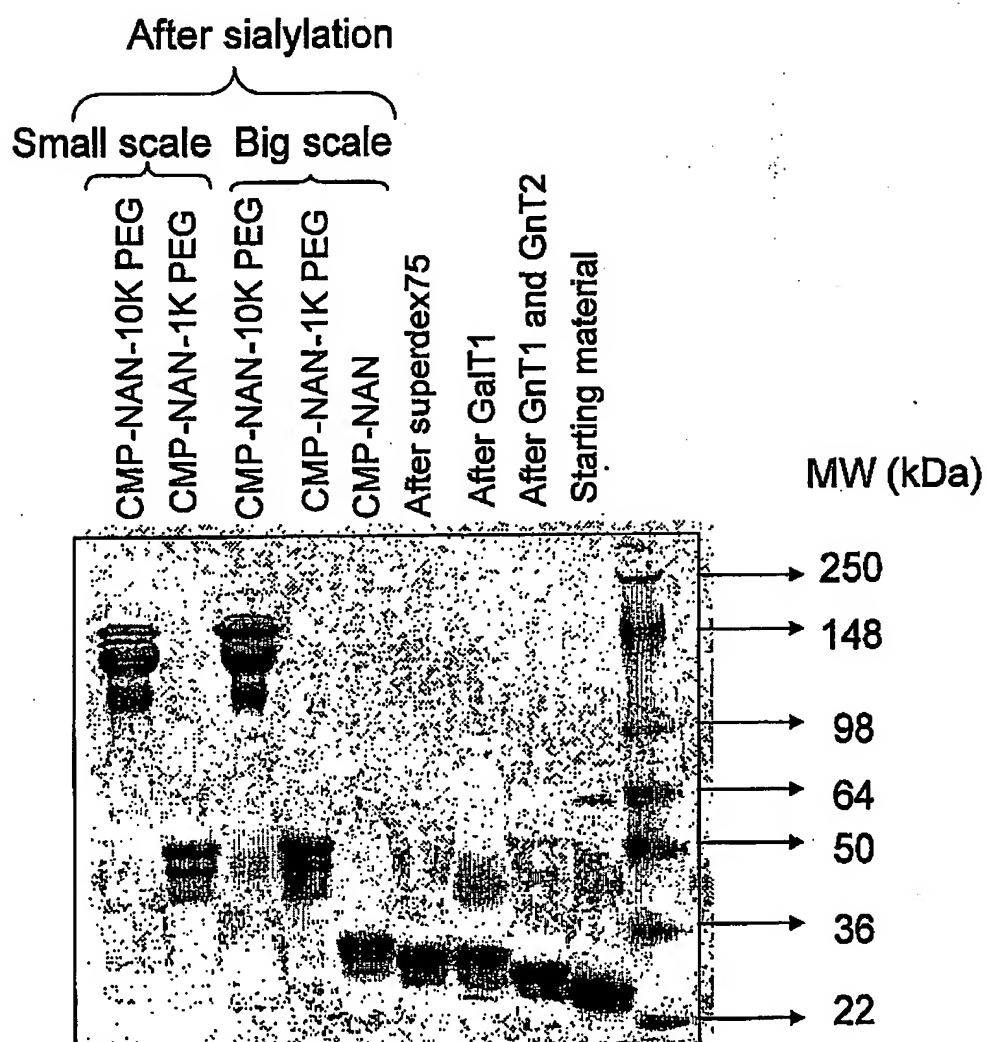 After sialylation
Small scale
Big scale
CMP-NAN-10K PEG
CMP-NAN-1K PEG
CMP-NAN-10K PEG
CMP-NAN-1K PEG
CMP-NAN
After superdex75
After GalT1
After GnT1 and GnT2
Starting material
MW (kDa)
250
148
98
64
50
36
22